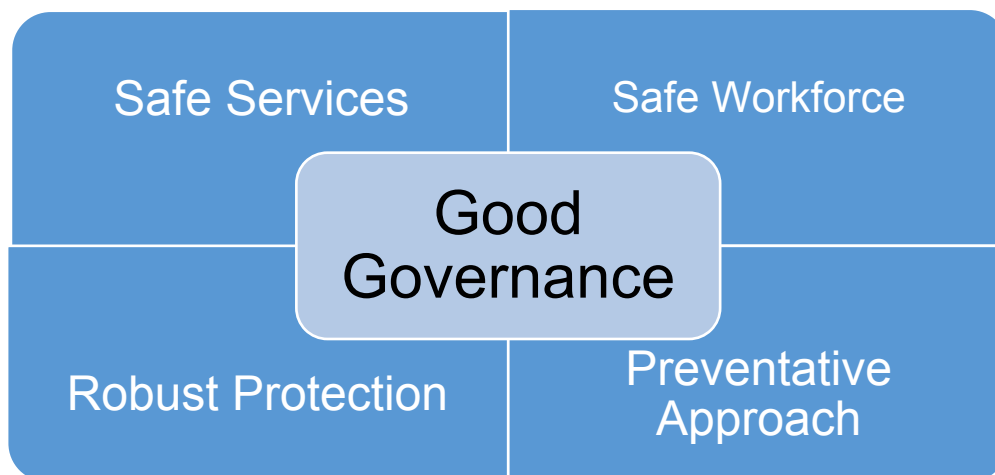 Safe Services
Safe Workforce
Good
Governance
Robust Protection
Preventative
Approach